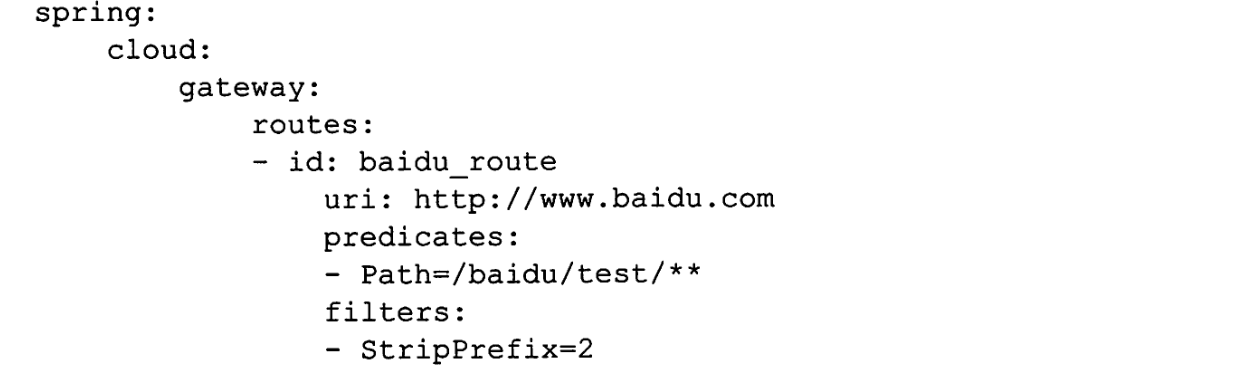 spring:
    cloud:
        gateway:
            routes:
            - id: baidu_route
                uri: http://www.baidu.com
                predicates:
                - Path=/baidu/test/**
                filters:
                - StripPrefix=2